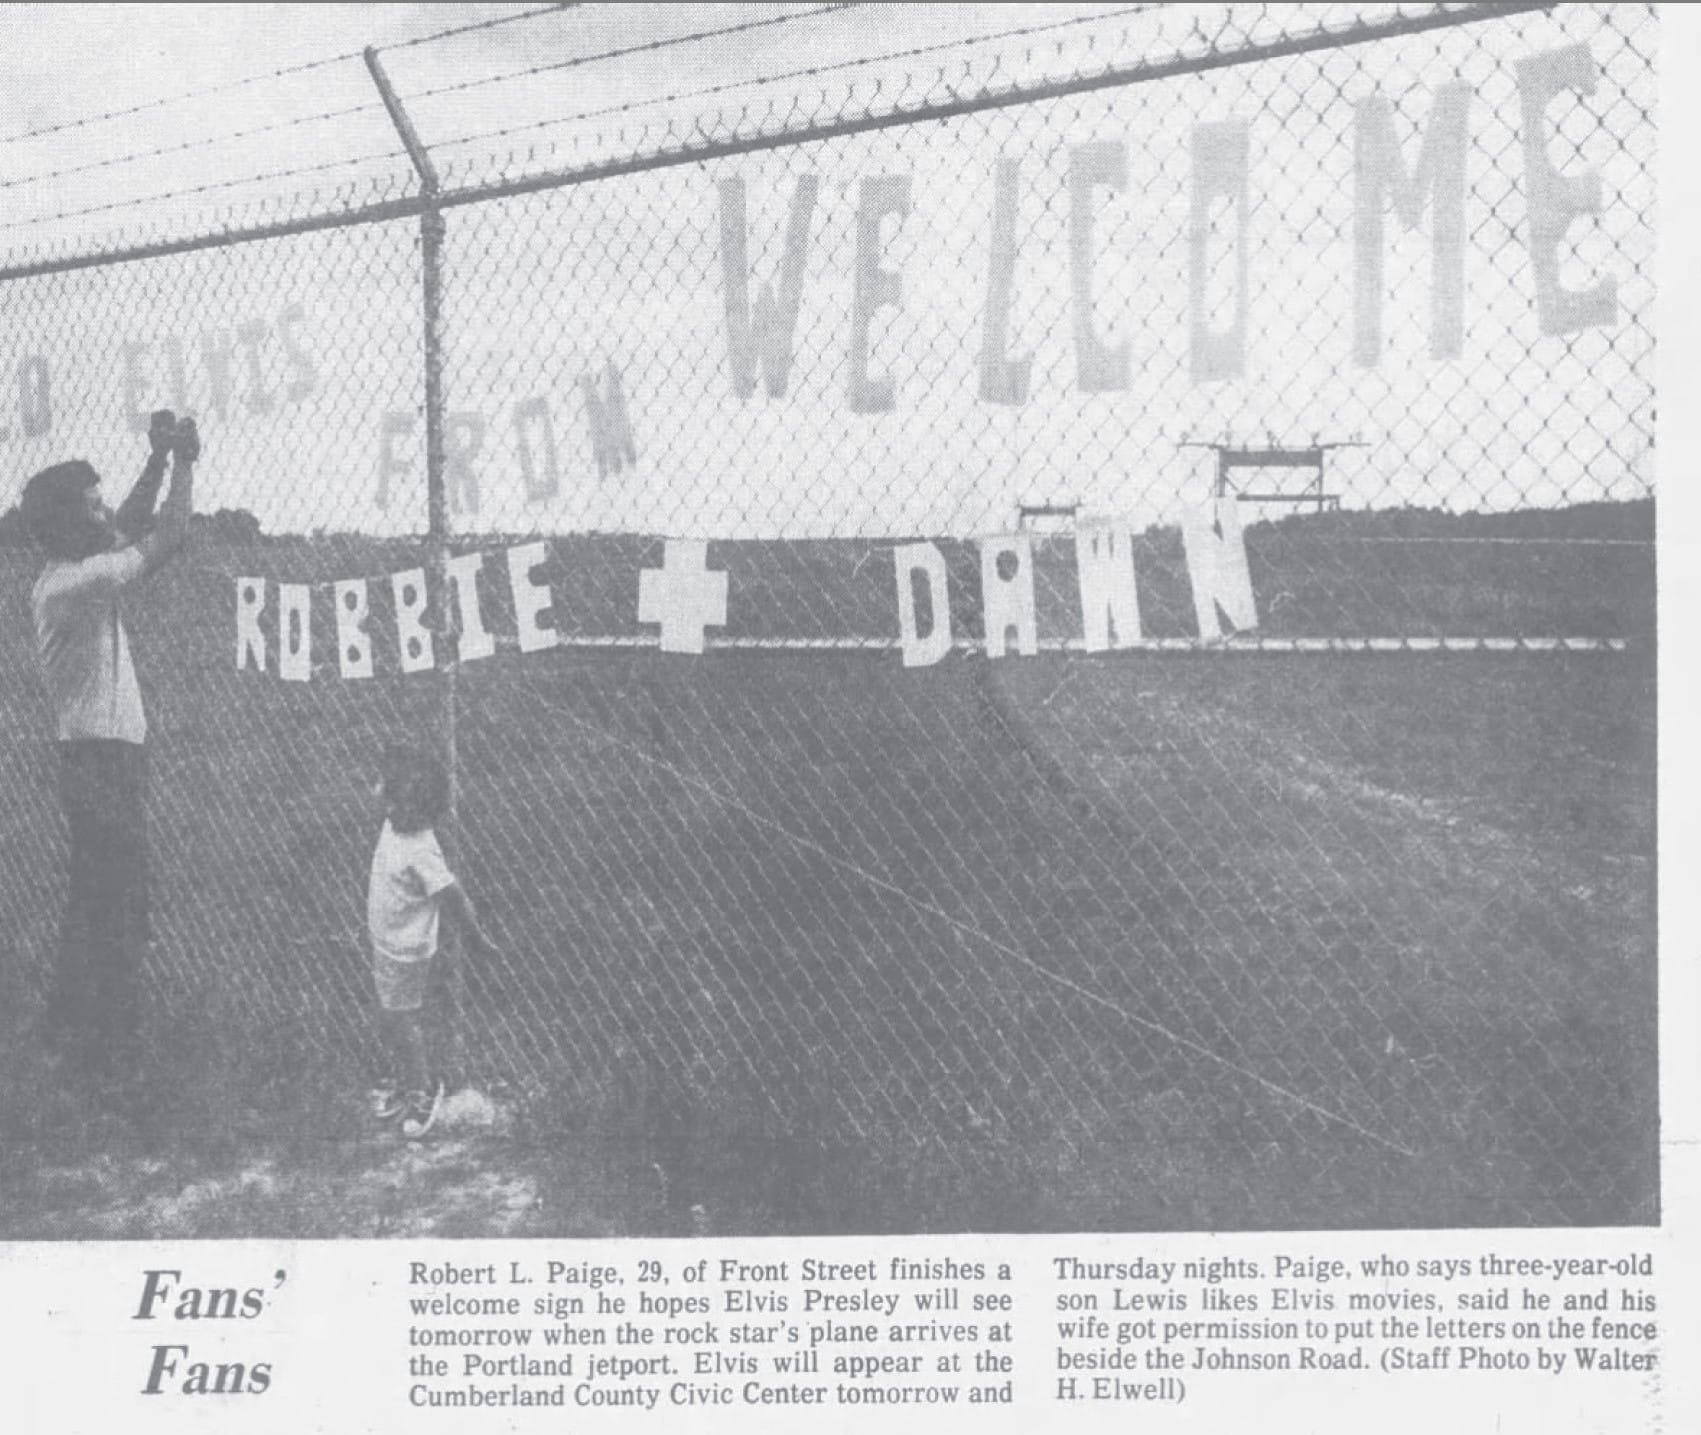 WELCOME
O ELVIS
FROM
ROBBIE + DAWN
Fans'
Fans
Robert L. Paige, 29, of Front Street finishes a
welcome sign he hopes Elvis Presley will see
tomorrow when the rock star's plane arrives at
the Portland jetport. Elvis will appear at the
Cumberland County Civic Center tomorrow and
Thursday nights. Paige, who says three-year-old
son Lewis likes Elvis movies, said he and his
wife got permission to put the letters on the fence
beside the Johnson Road. (Staff Photo by Walter
H. Elwell)